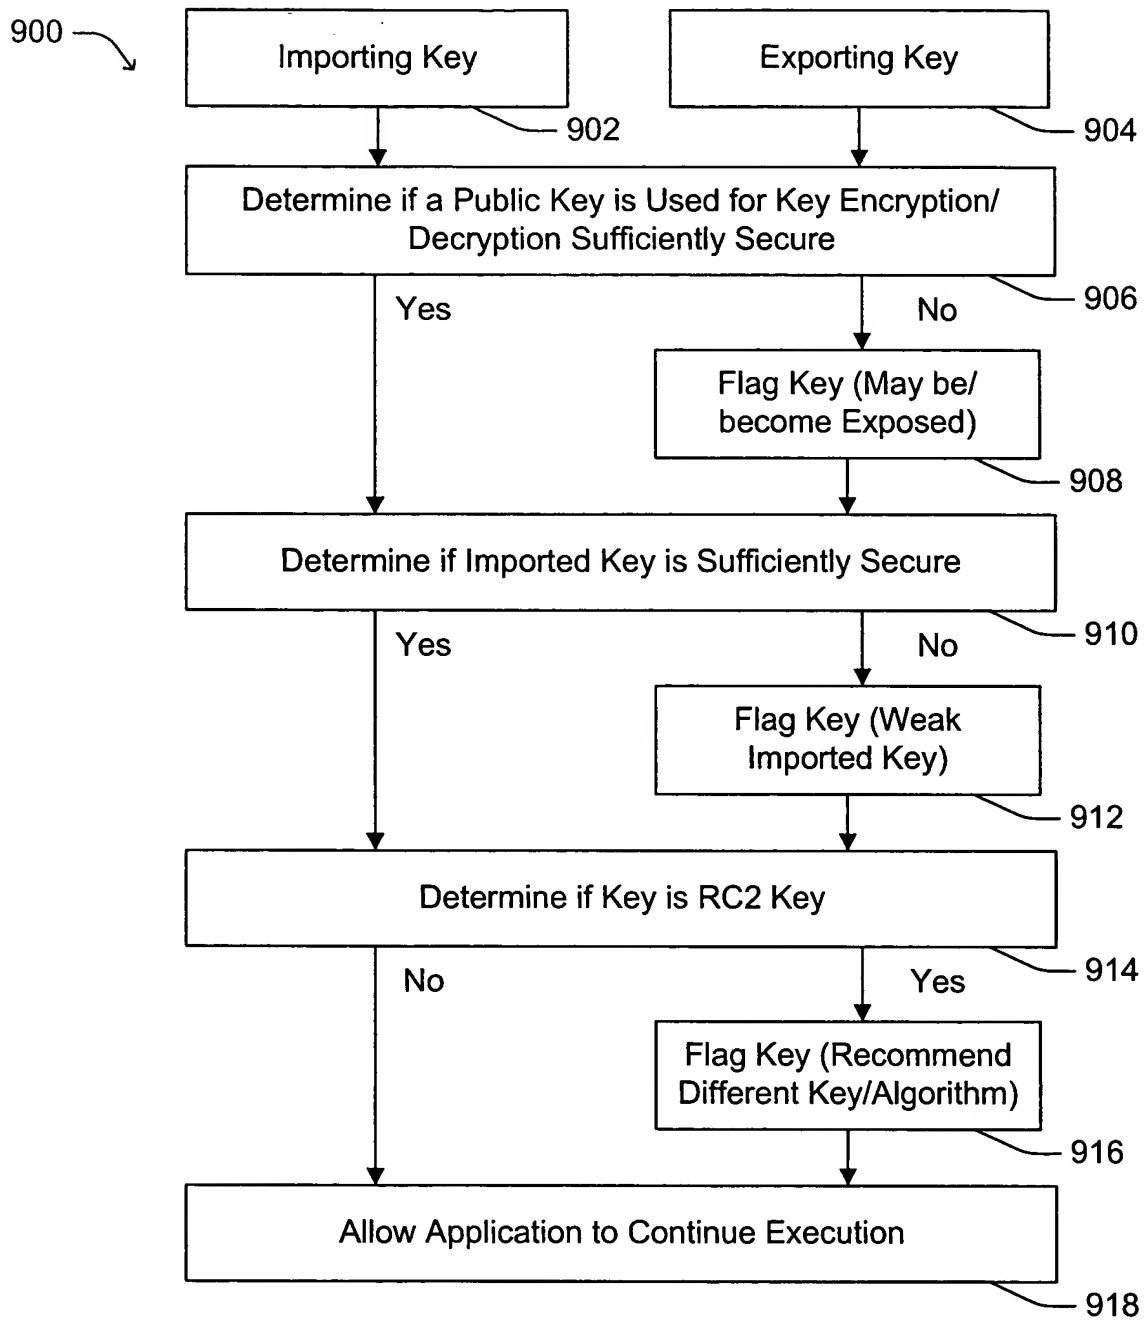 900
Importing Key
Exporting Key
902
904
Determine if a Public Key is Used for Key Encryption/
Decryption Sufficiently Secure
906
Yes
No
Flag Key (May be/
become Exposed)
908
Determine if Imported Key is Sufficiently Secure
910
Yes
No
Flag Key (Weak
Imported Key)
912
Determine if Key is RC2 Key
914
No
Yes
Flag Key (Recommend
Different Key/Algorithm)
916
Allow Application to Continue Execution
918